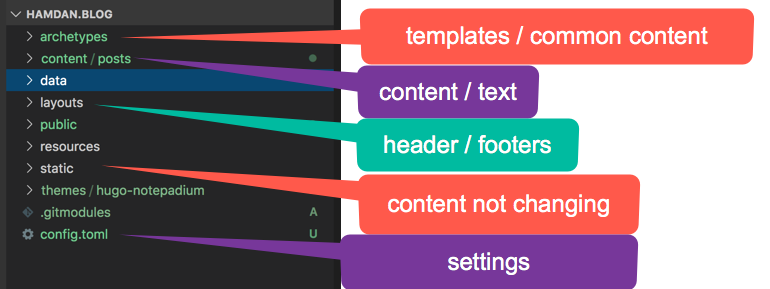 HAMDAN.BLOG
archetypes
templates / common content
content / posts
content / text
data
layouts
header / footers
public
resources
static
content not changing
themes / hugo-notepadium
.gitmodules A
config.toml U
settings